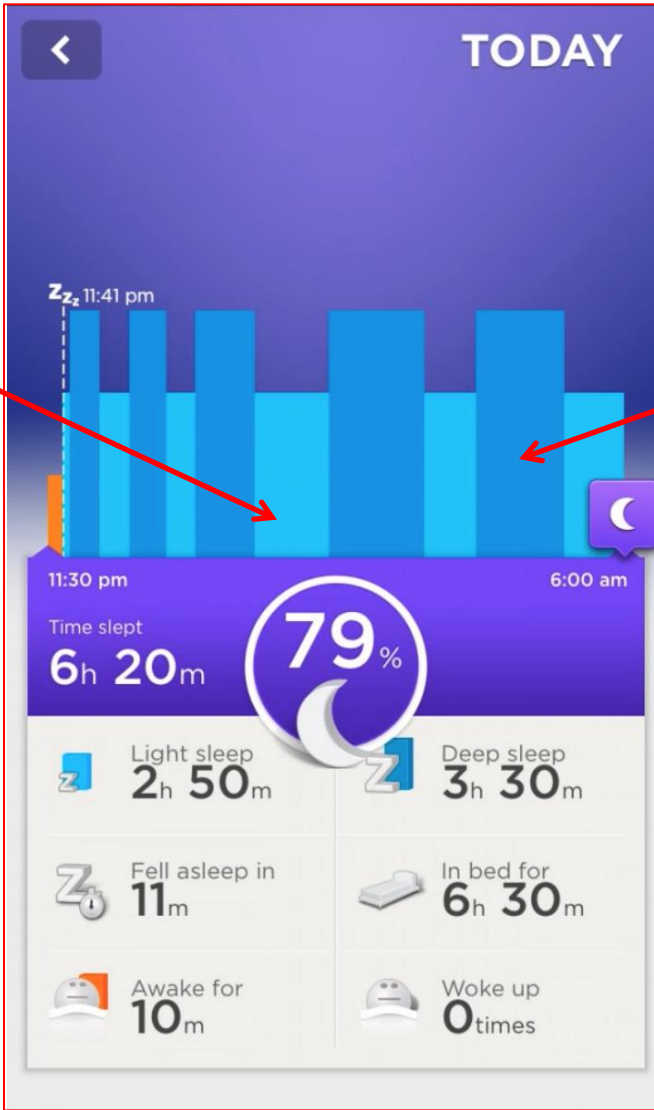 TODAY
zZz 11:41 pm
11:30 pm
6:00 am
Time slept
6h 20m
79%
Light sleep
2h 50m
Deep sleep
3h 30m
Fell asleep in
11m
In bed for
6h 30m
Awake for
10m
Woke up
0times